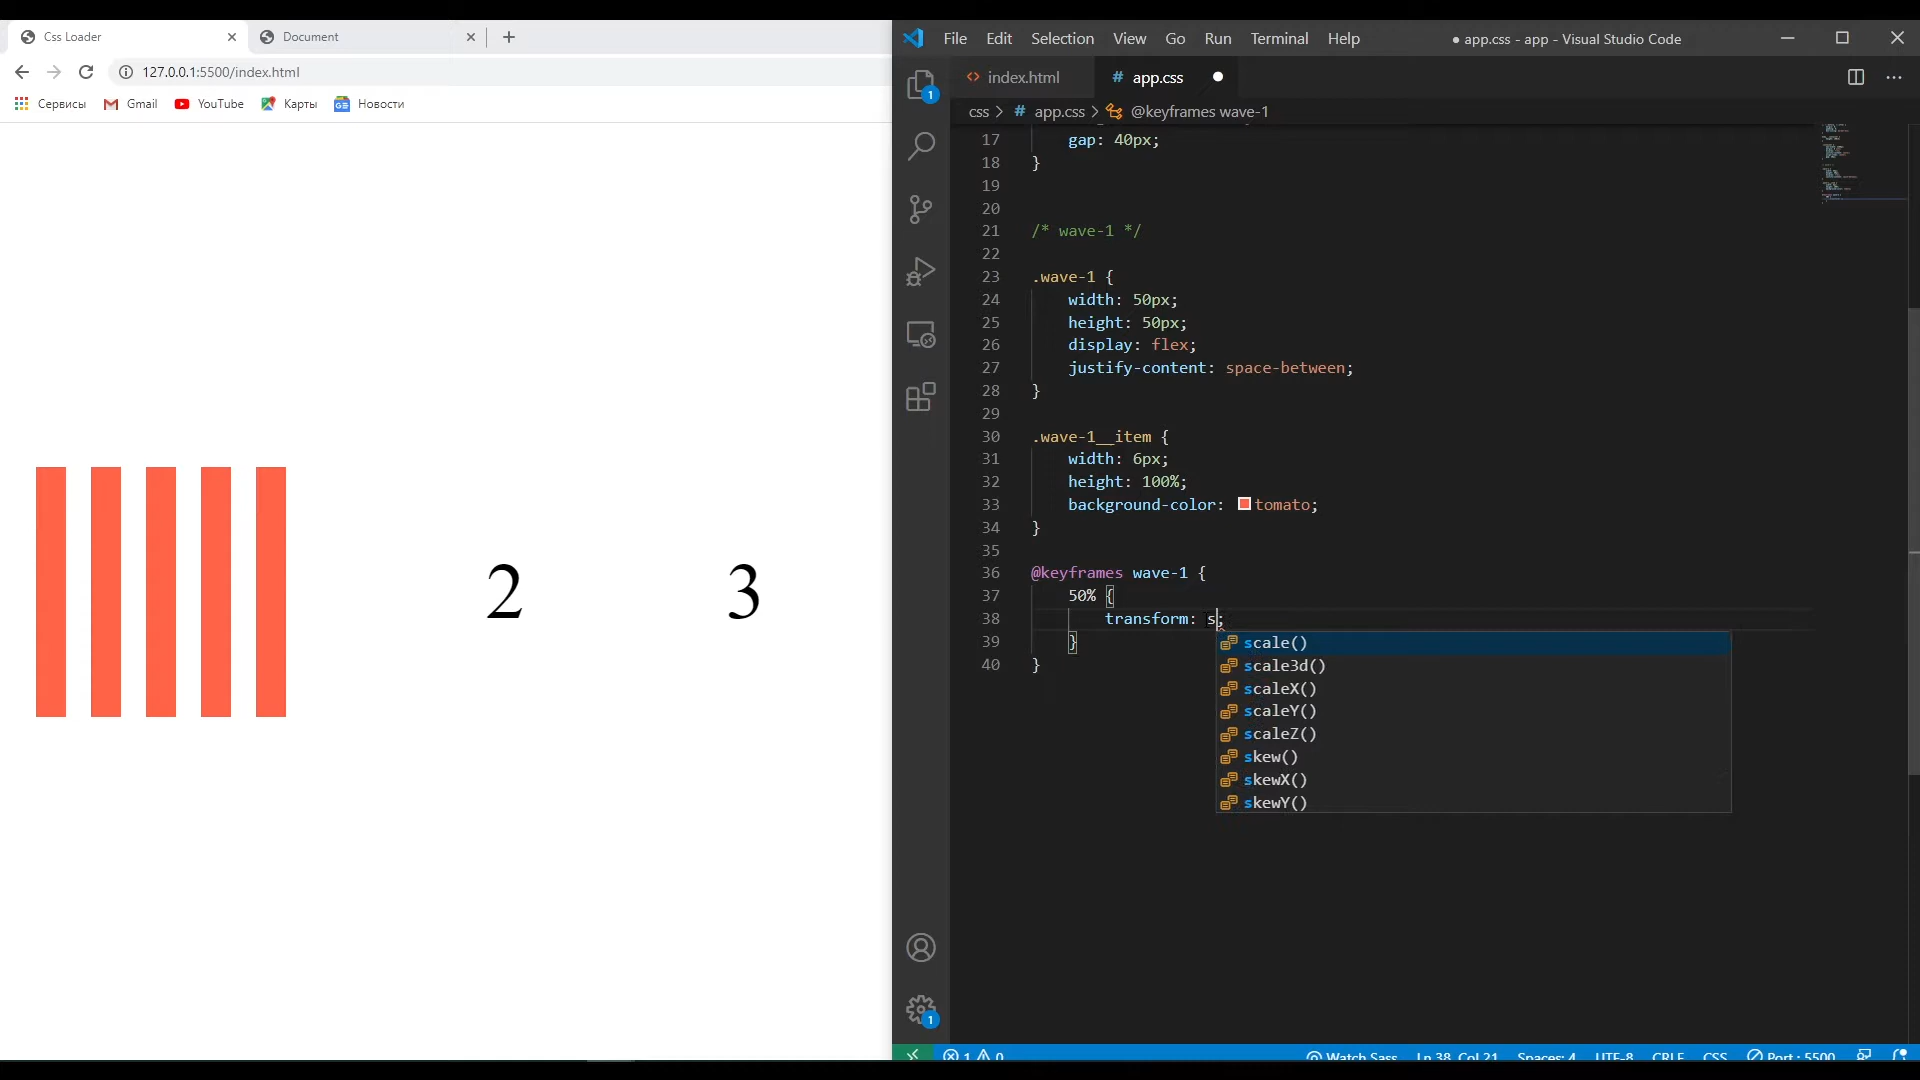 Css Loader
Document
127.0.0.1:5500/index.html
Сервисы
Gmail
YouTube
Карты
Новости
2
3
File Edit Selection View Go Run Terminal Help
● app.css - app - Visual Studio Code
index.html
# app.css
css > # app.css > @keyframes wave-1
1
17 gap: 40px;
18 }
19
20
21 /* wave-1 */
22
23 .wave-1 {
24 width: 50px;
25 height: 50px;
26 display: flex;
27 justify-content: space-between;
28 }
29
30 .wave-1__item {
31 width: 6px;
32 height: 100%;
33 background-color: tomato;
34 }
35
36 @keyframes wave-1 {
37 50% {
38 transform: s;
39 }
40 }
scale()
scale3d()
scaleX()
scaleY()
scaleZ()
skew()
skewX()
skewY()
1
1 0
Watch Sass
Ln 38, Col 21
Spaces: 4
UTF-8
CRLF
CSS
Port : 5500